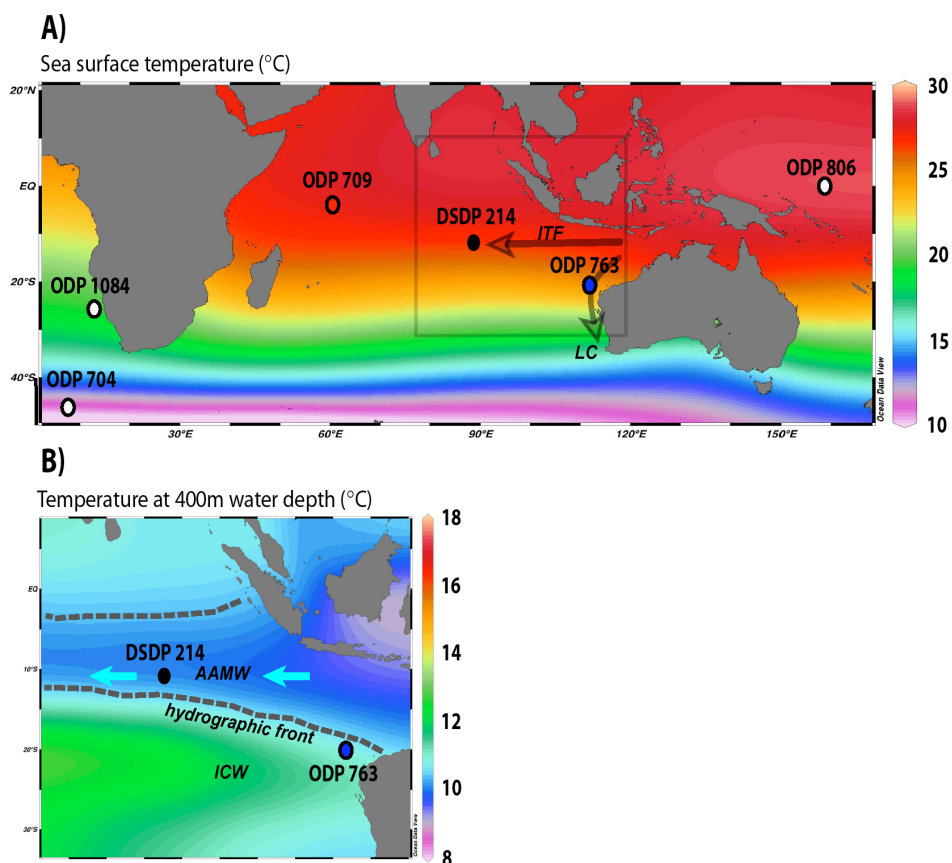 A)
Sea surface temperature (°C)
20°N
EQ
20°S
40°S
30°E
60°E
90°E
120°E
150°E
ODP 709
ODP 806
DSDP 214
ITF
ODP 763
ODP 1084
LC
ODP 704
Ocean Data View
30
25
20
15
10
B)
Temperature at 400m water depth (°C)
EQ
10°S
20°S
30°S
DSDP 214
AAMW
hydrographic front
ODP 763
ICW
Ocean Data View
18
16
14
12
10
8